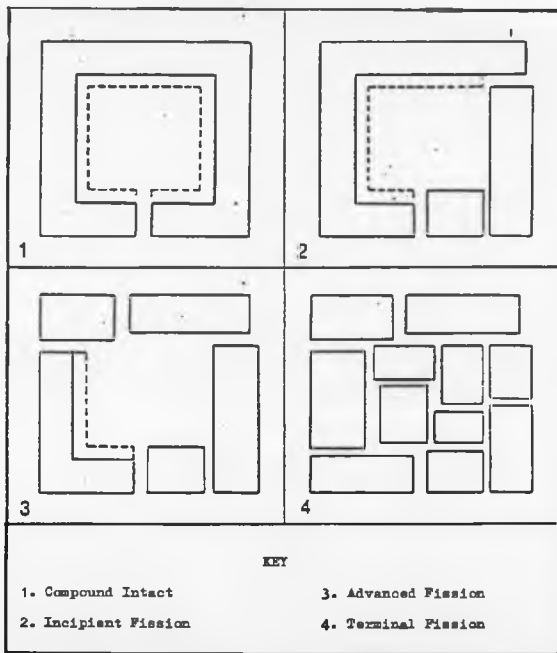 1
2
3
4
KEY
1. Compound Intact
3. Advanced Fission
2. Incipient Fission
4. Terminal Fission